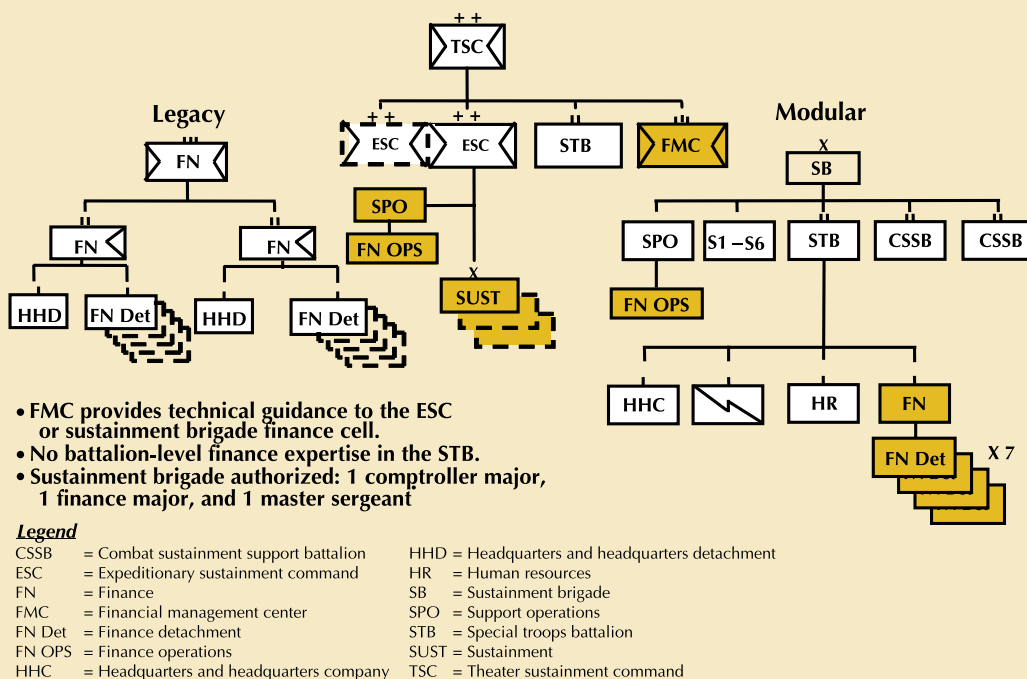 + +
TSC
Legacy
Modular
+ +
ESC
+ +
ESC
STB
FMC
FN
X
SB
SPO
FN OPS
X
SUST
FN
FN
HHD
FN Det
HHD
FN Det
SPO
S1 –S6
STB
CSSB
CSSB
FN OPS
HHC
HR
FN
FN Det
X 7
• FMC provides technical guidance to the ESC
or sustainment brigade finance cell.
• No battalion-level finance expertise in the STB.
• Sustainment brigade authorized: 1 comptroller major,
1 finance major, and 1 master sergeant
Legend
CSSB = Combat sustainment support battalion
ESC = Expeditionary sustainment command
FN = Finance
FMC = Financial management center
FN Det = Finance detachment
FN OPS = Finance operations
HHC = Headquarters and headquarters company
HHD = Headquarters and headquarters detachment
HR = Human resources
SB = Sustainment brigade
SPO = Support operations
STB = Special troops battalion
SUST = Sustainment
TSC = Theater sustainment command